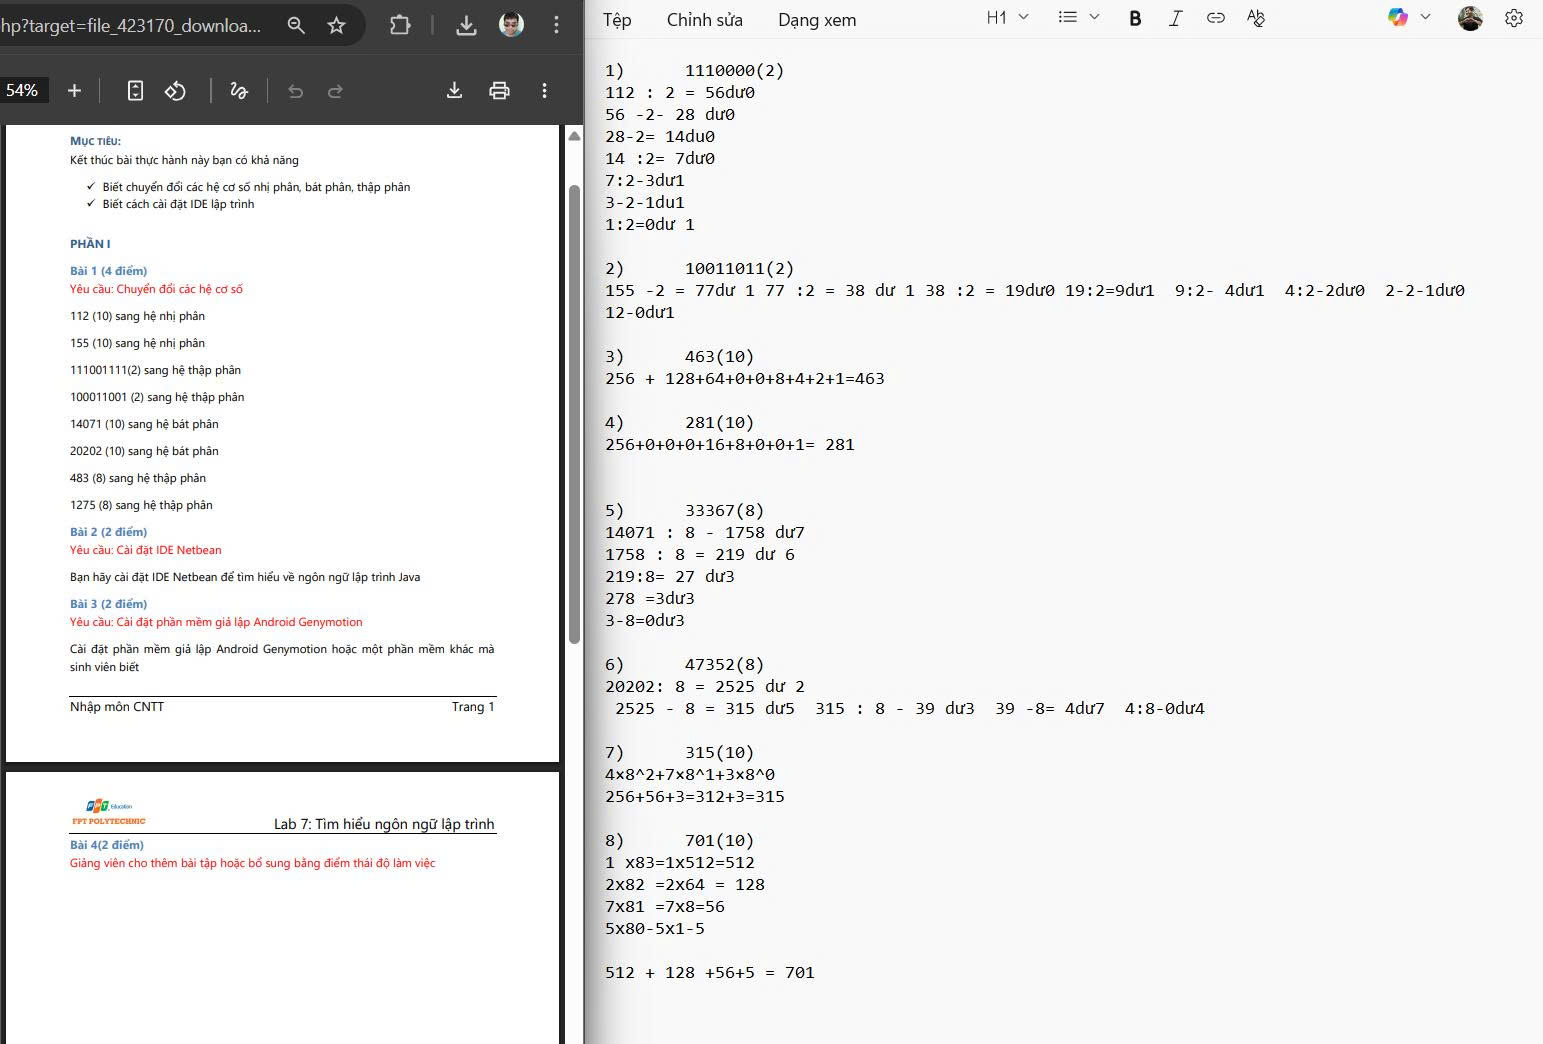 hp?target=file_423170_downloa...
54%
MỤC TIÊU:
Kết thúc bài thực hành này bạn có khả năng
✓ Biết chuyển đổi các hệ cơ số nhị phân, bát phân, thập phân
✓ Biết cách cài đặt IDE lập trình
PHẦN I
Bài 1 (4 điểm)
Yêu cầu: Chuyển đổi các hệ cơ số
112 (10) sang hệ nhị phân
155 (10) sang hệ nhị phân
111001111(2) sang hệ thập phân
100011001 (2) sang hệ thập phân
14071 (10) sang hệ bát phân
20202 (10) sang hệ bát phân
483 (8) sang hệ thập phân
1275 (8) sang hệ thập phân
Bài 2 (2 điểm)
Yêu cầu: Cài đặt IDE Netbean
Bạn hãy cài đặt IDE Netbean để tìm hiểu về ngôn ngữ lập trình Java
Bài 3 (2 điểm)
Yêu cầu: Cài đặt phần mềm giả lập Android Genymotion
Cài đặt phần mềm giả lập Android Genymotion hoặc một phần mềm khác mà
sinh viên biết
Nhập môn CNTT Trang 1
FPT Education
FPT POLYTECHNIC
Lab 7: Tìm hiểu ngôn ngữ lập trình
Bài 4(2 điểm)
Giảng viên cho thêm bài tập hoặc bổ sung bằng điểm thái độ làm việc
Tệp Chỉnh sửa Dạng xem H1 B I
1) 1110000(2)
112 : 2 = 56dư0
56 -2- 28 dư0
28-2= 14du0
14 :2= 7dư0
7:2-3dư1
3-2-1du1
1:2=0dư 1
2) 10011011(2)
155 -2 = 77dư 1 77 :2 = 38 dư 1 38 :2 = 19dư0 19:2=9dư1 9:2- 4dư1 4:2-2dư0 2-2-1dư0
12-0dư1
3) 463(10)
256 + 128+64+0+0+8+4+2+1=463
4) 281(10)
256+0+0+0+16+8+0+0+1= 281
5) 33367(8)
14071 : 8 - 1758 dư7
1758 : 8 = 219 dư 6
219:8= 27 dư3
278 =3dư3
3-8=0dư3
6) 47352(8)
20202: 8 = 2525 dư 2
2525 - 8 = 315 dư5 315 : 8 - 39 dư3 39 -8= 4dư7 4:8-0dư4
7) 315(10)
4×8^2+7×8^1+3×8^0
256+56+3=312+3=315
8) 701(10)
1 x83=1x512=512
2x82 =2x64 = 128
7x81 =7x8=56
5x80-5x1-5
512 + 128 +56+5 = 701